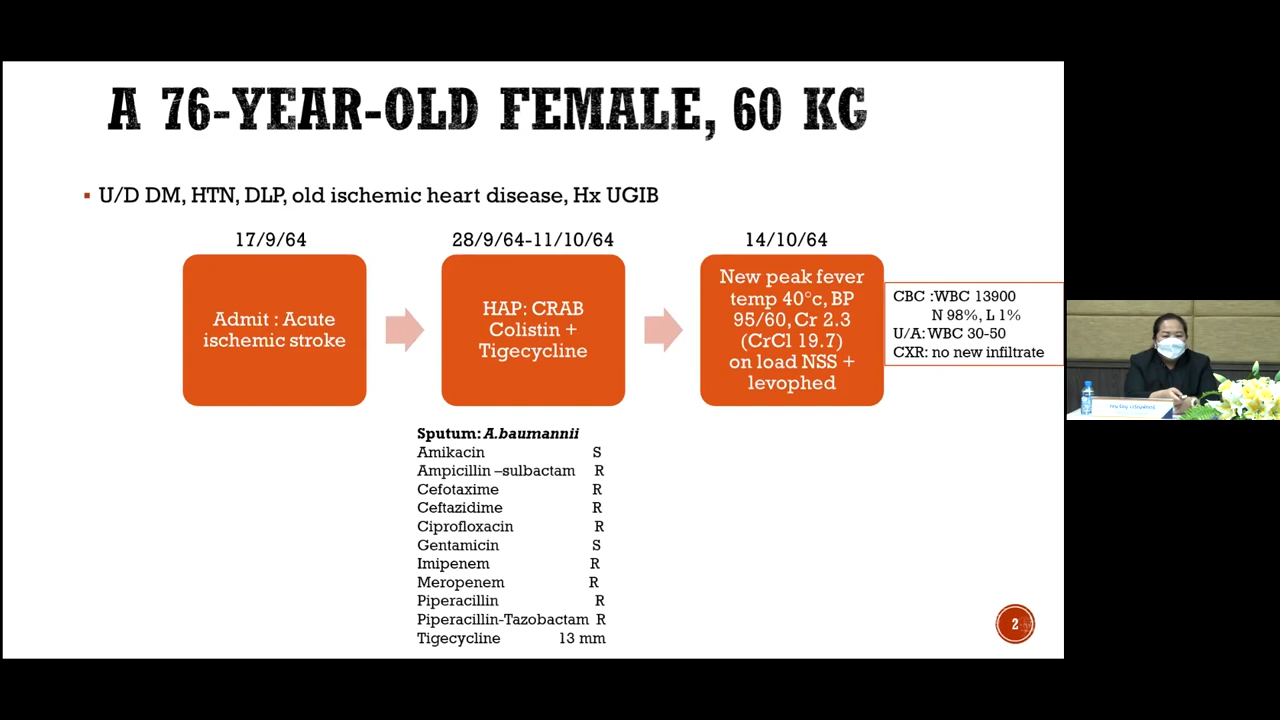 A 76-YEAR-OLD FEMALE, 60 KG
U/D DM, HTN, DLP, old ischemic heart disease, Hx UGIB
17/9/64
Admit : Acute
ischemic stroke
28/9/64-11/10/64
HAP: CRAB
Colistin +
Tigecycline
14/10/64
New peak fever
temp 40°c, BP
95/60, Cr 2.3
(CrCl 19.7)
on load NSS +
levophed
CBC :WBC 13900
N 98%, L 1%
U/A: WBC 30-50
CXR: no new infiltrate
Sputum: A.baumannii
Amikacin S
Ampicillin –sulbactam R
Cefotaxime R
Ceftazidime R
Ciprofloxacin R
Gentamicin S
Imipenem R
Meropenem R
Piperacillin R
Piperacillin-Tazobactam R
Tigecycline 13 mm
2